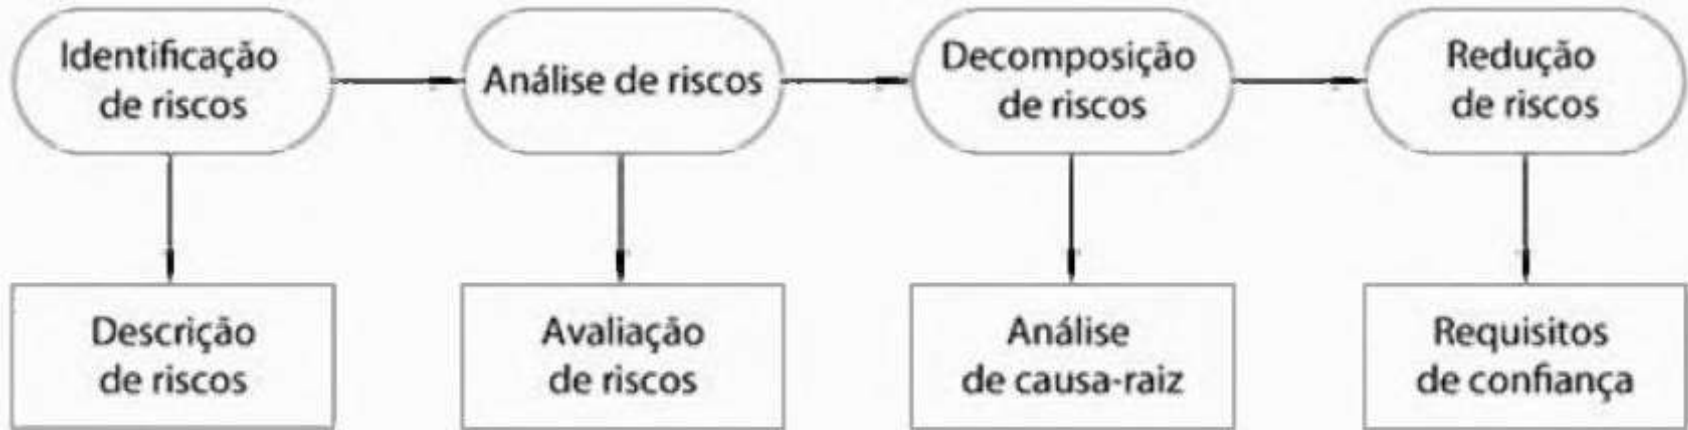 Identificação
de riscos
Análise de riscos
Decomposição
de riscos
Redução
de riscos
Descrição
de riscos
Avaliação
de riscos
Análise
de causa-raiz
Requisitos
de confiança